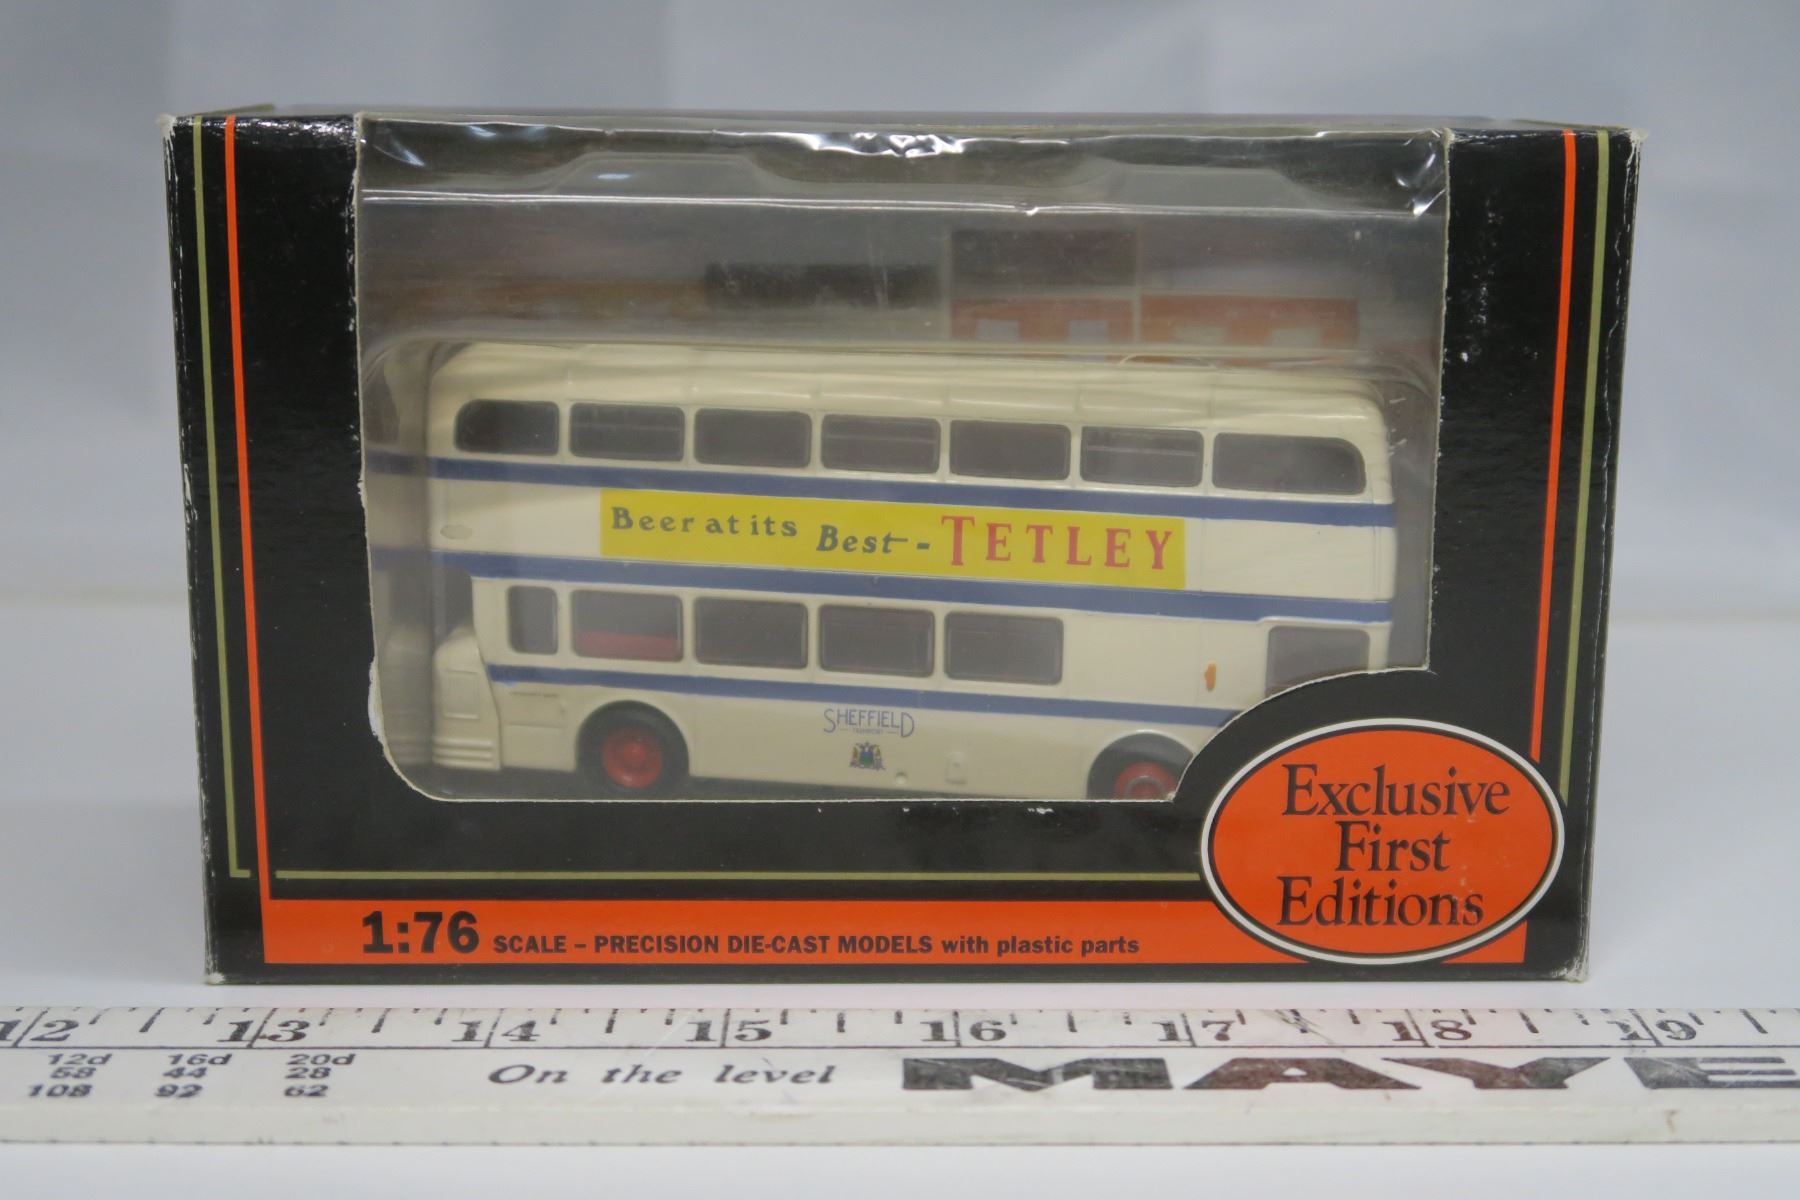 Beer at its Best - TETLEY
SHEFFIELD
TRANSPORT
Exclusive
First
Editions
1:76 SCALE – PRECISION DIE-CAST MODELS with plastic parts
12 13 14 15 16 17 18 19
12d 16d 20d
58 44 28
108 92 62
On the level MAYE